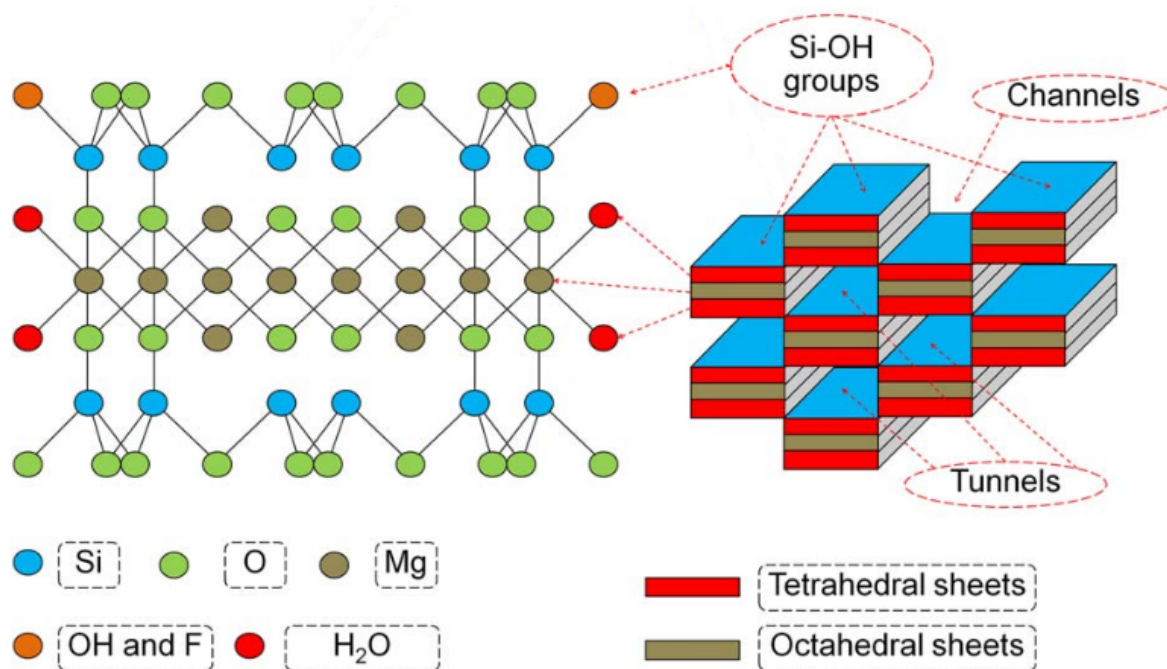 Si-OH
groups
Channels
Tunnels
Si
O
Mg
OH and F
H₂O
Tetrahedral sheets
Octahedral sheets